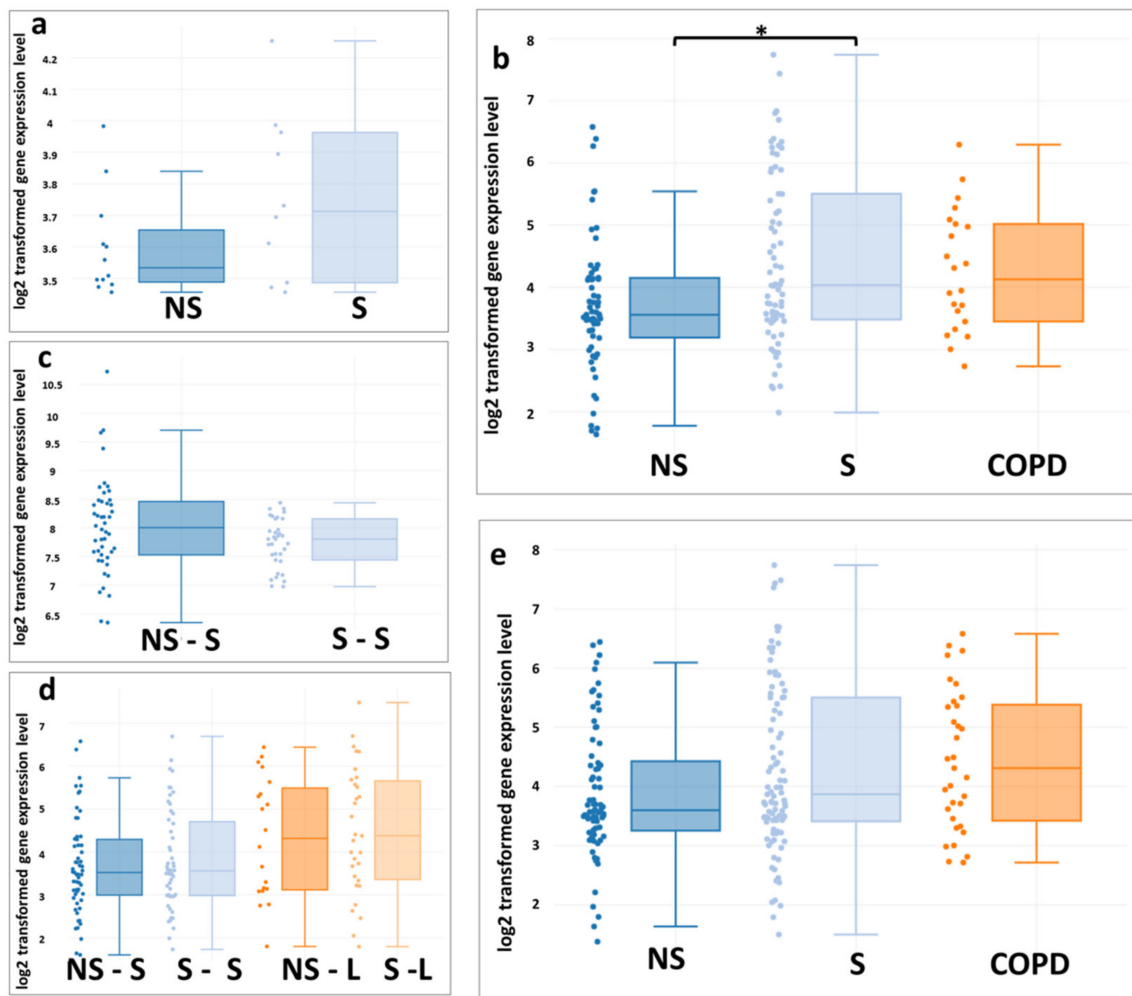 a
log2 transformed gene expression level
4.2
4.1
4
3.9
3.8
3.7
3.6
3.5
NS S
b
*
log2 transformed gene expression level
8
7
6
5
4
3
2
NS S COPD
c
log2 transformed gene expression level
10.5
10
9.5
9
8.5
8
7.5
7
6.5
NS - S S - S
d
log2 transformed gene expression level
7
6
5
4
3
2
NS - S S - S NS - L S -L
e
log2 transformed gene expression level
8
7
6
5
4
3
2
NS S COPD